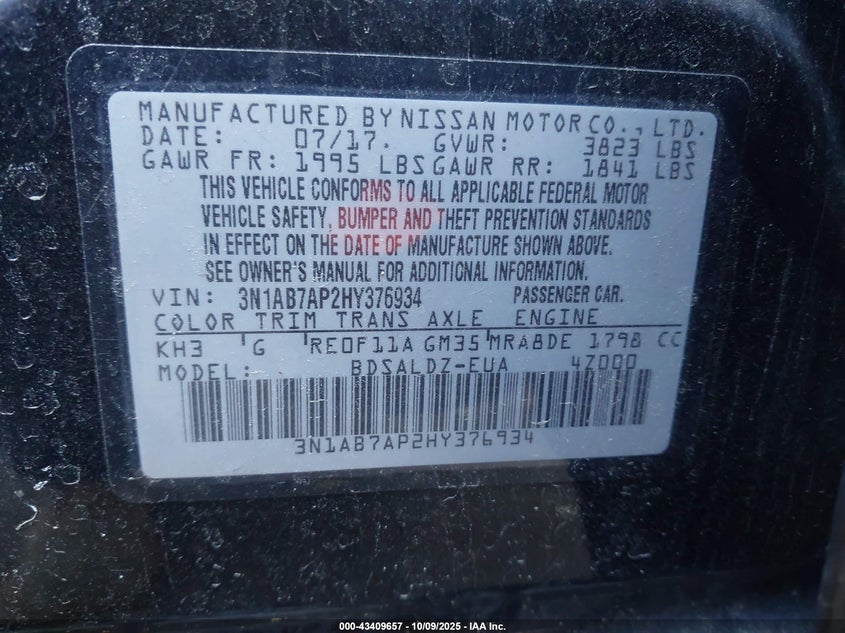 MANUFACTURED BY NISSAN MOTOR CO., LTD.
DATE: 07/17. GVWR: 3823 LBS
GAWR FR: 1995 LBS GAWR RR: 1841 LBS
THIS VEHICLE CONFORMS TO ALL APPLICABLE FEDERAL MOTOR
VEHICLE SAFETY, BUMPER AND THEFT PREVENTION STANDARDS
IN EFFECT ON THE DATE OF MANUFACTURE SHOWN ABOVE.
SEE OWNER'S MANUAL FOR ADDITIONAL INFORMATION.
VIN: 3N1AB7AP2HY376934 PASSENGER CAR.
COLOR TRIM TRANS AXLE ENGINE
KH3 G RE0F11A GM35 MRA8DE 1798 CC
MODEL: BDSALDZ-EUA 4Z000
3N1AB7AP2HY376934
000-43409657 - 10/09/2025 - IAA Inc.